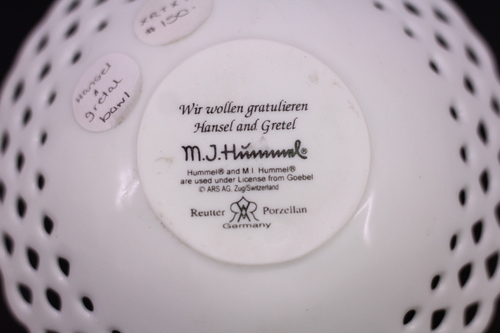 $150.-
Hansel
+
gretal
bowl
Wir wollen gratulieren
Hansel and Gretel
M.J.Hummel®
Hummel® and M.I. Hummel®
are used under License from Goebel
© ARS AG, Zug/Switzerland
Reutter Porzellan
Germany